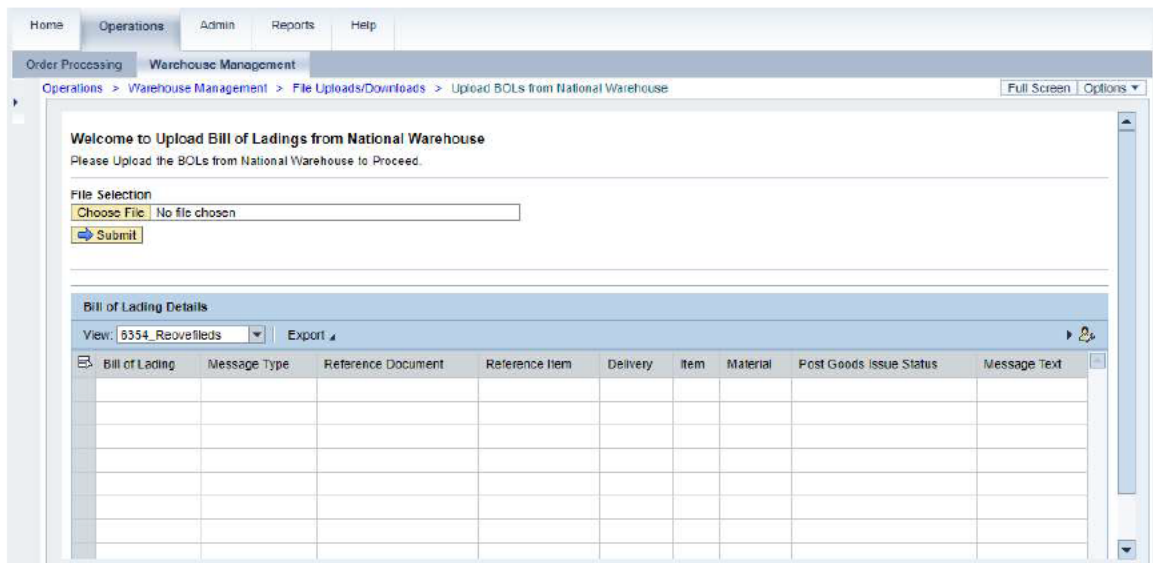 Home Operations Admin Reports Help
Order Processing Warehouse Management
Operations > Warehouse Management > File Uploads/Downloads > Upload BOLs from National Warehouse Full Screen Options
Welcome to Upload Bill of Ladings from National Warehouse
Please Upload the BOLs from National Warehouse to Proceed.
File Selection
Choose File No file chosen
Submit
Bill of Lading Details
View: 6354_Reovefileds Export
Bill of Lading Message Type Reference Document Reference Item Delivery Item Material Post Goods Issue Status Message Text